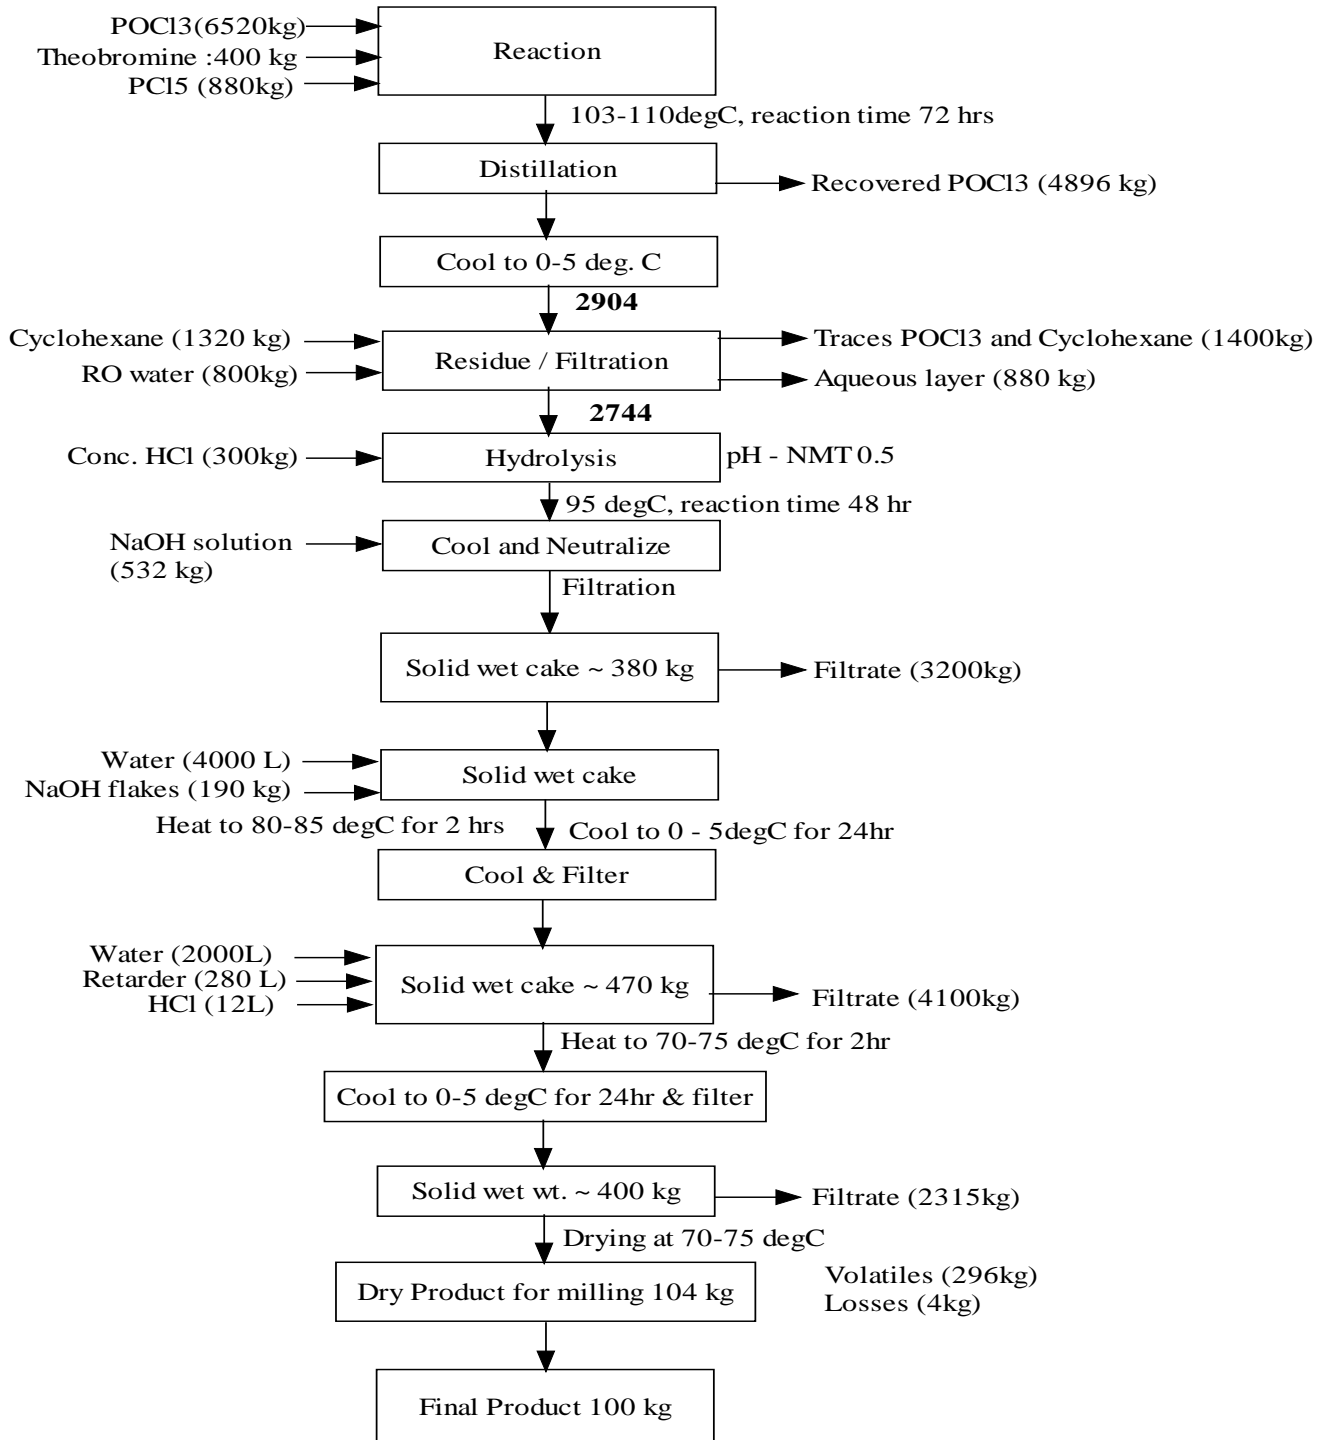 POCl3(6520kg)
Theobromine :400 kg
PCl5 (880kg)
Reaction
103-110degC, reaction time 72 hrs
Distillation
Recovered POCl3 (4896 kg)
Cool to 0-5 deg. C
2904
Cyclohexane (1320 kg)
RO water (800kg)
Residue / Filtration
Traces POCl3 and Cyclohexane (1400kg)
Aqueous layer (880 kg)
2744
Conc. HCl (300kg)
Hydrolysis
pH - NMT 0.5
95 degC, reaction time 48 hr
NaOH solution
(532 kg)
Cool and Neutralize
Filtration
Solid wet cake ~ 380 kg
Filtrate (3200kg)
Water (4000 L)
NaOH flakes (190 kg)
Solid wet cake
Heat to 80-85 degC for 2 hrs
Cool to 0 - 5degC for 24hr
Cool & Filter
Water (2000L)
Retarder (280 L)
HCl (12L)
Solid wet cake ~ 470 kg
Filtrate (4100kg)
Heat to 70-75 degC for 2hr
Cool to 0-5 degC for 24hr & filter
Solid wet wt. ~ 400 kg
Filtrate (2315kg)
Drying at 70-75 degC
Dry Product for milling 104 kg
Volatiles (296kg)
Losses (4kg)
Final Product 100 kg